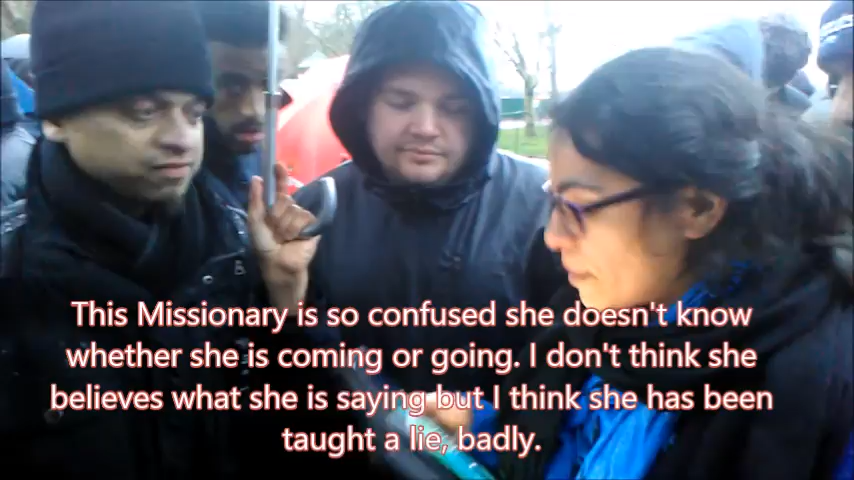 This Missionary is so confused she doesn't know
whether she is coming or going. I don't think she
believes what she is saying but I think she has been
taught a lie, badly.